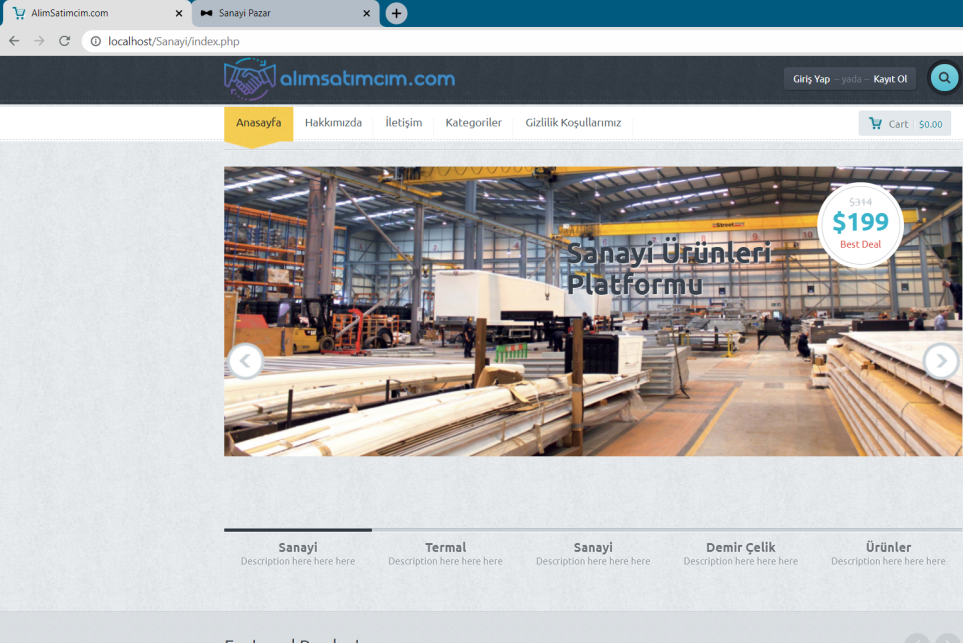 AlimSatimcim.com
Sanayi Pazar
localhost/Sanayi/index.php
alımsatımcım.com
Giriş Yap – yada – Kayıt Ol
Anasayfa
Hakkımızda
İletişim
Kategoriler
Gizlilik Koşullarımız
Cart
$0.00
$314
$199
Best Deal
Sanayi Ürünleri
Platformu
Sanayi
Description here here here
Termal
Description here here here
Sanayi
Description here here here
Demir Çelik
Description here here here
Ürünler
Description here here here